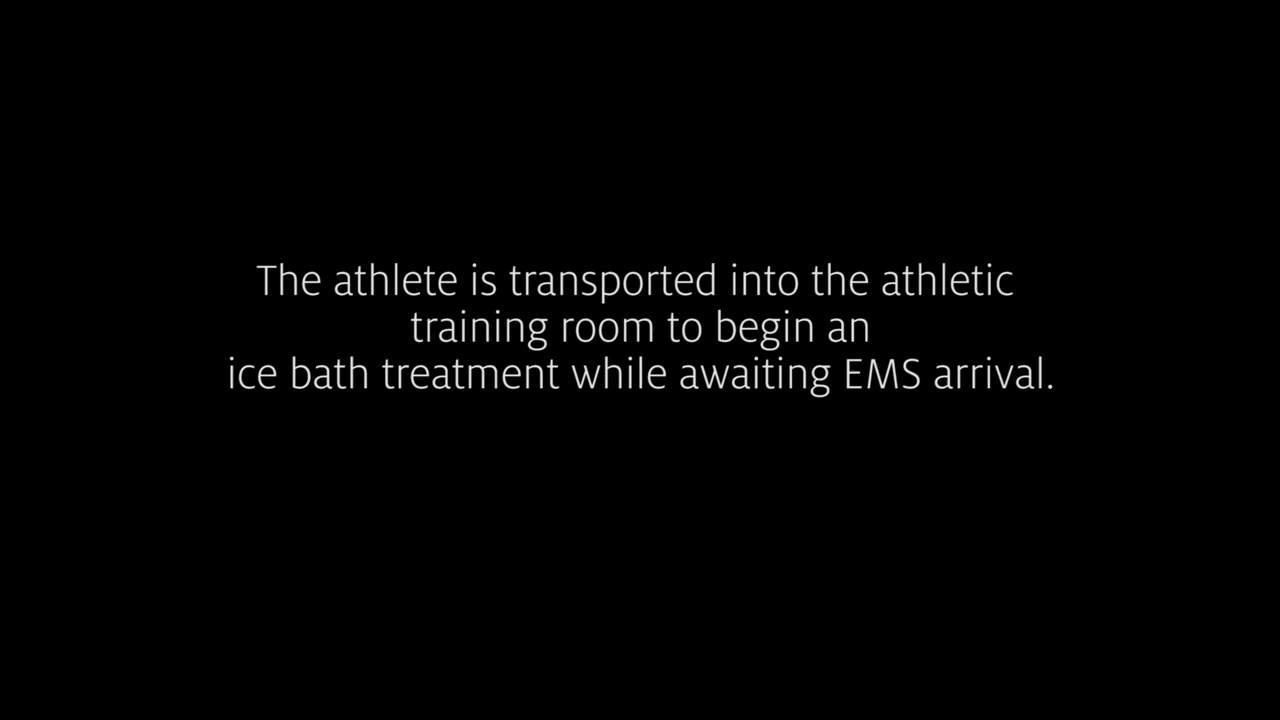 The athlete is transported into the athletic
training room to begin an
ice bath treatment while awaiting EMS arrival.